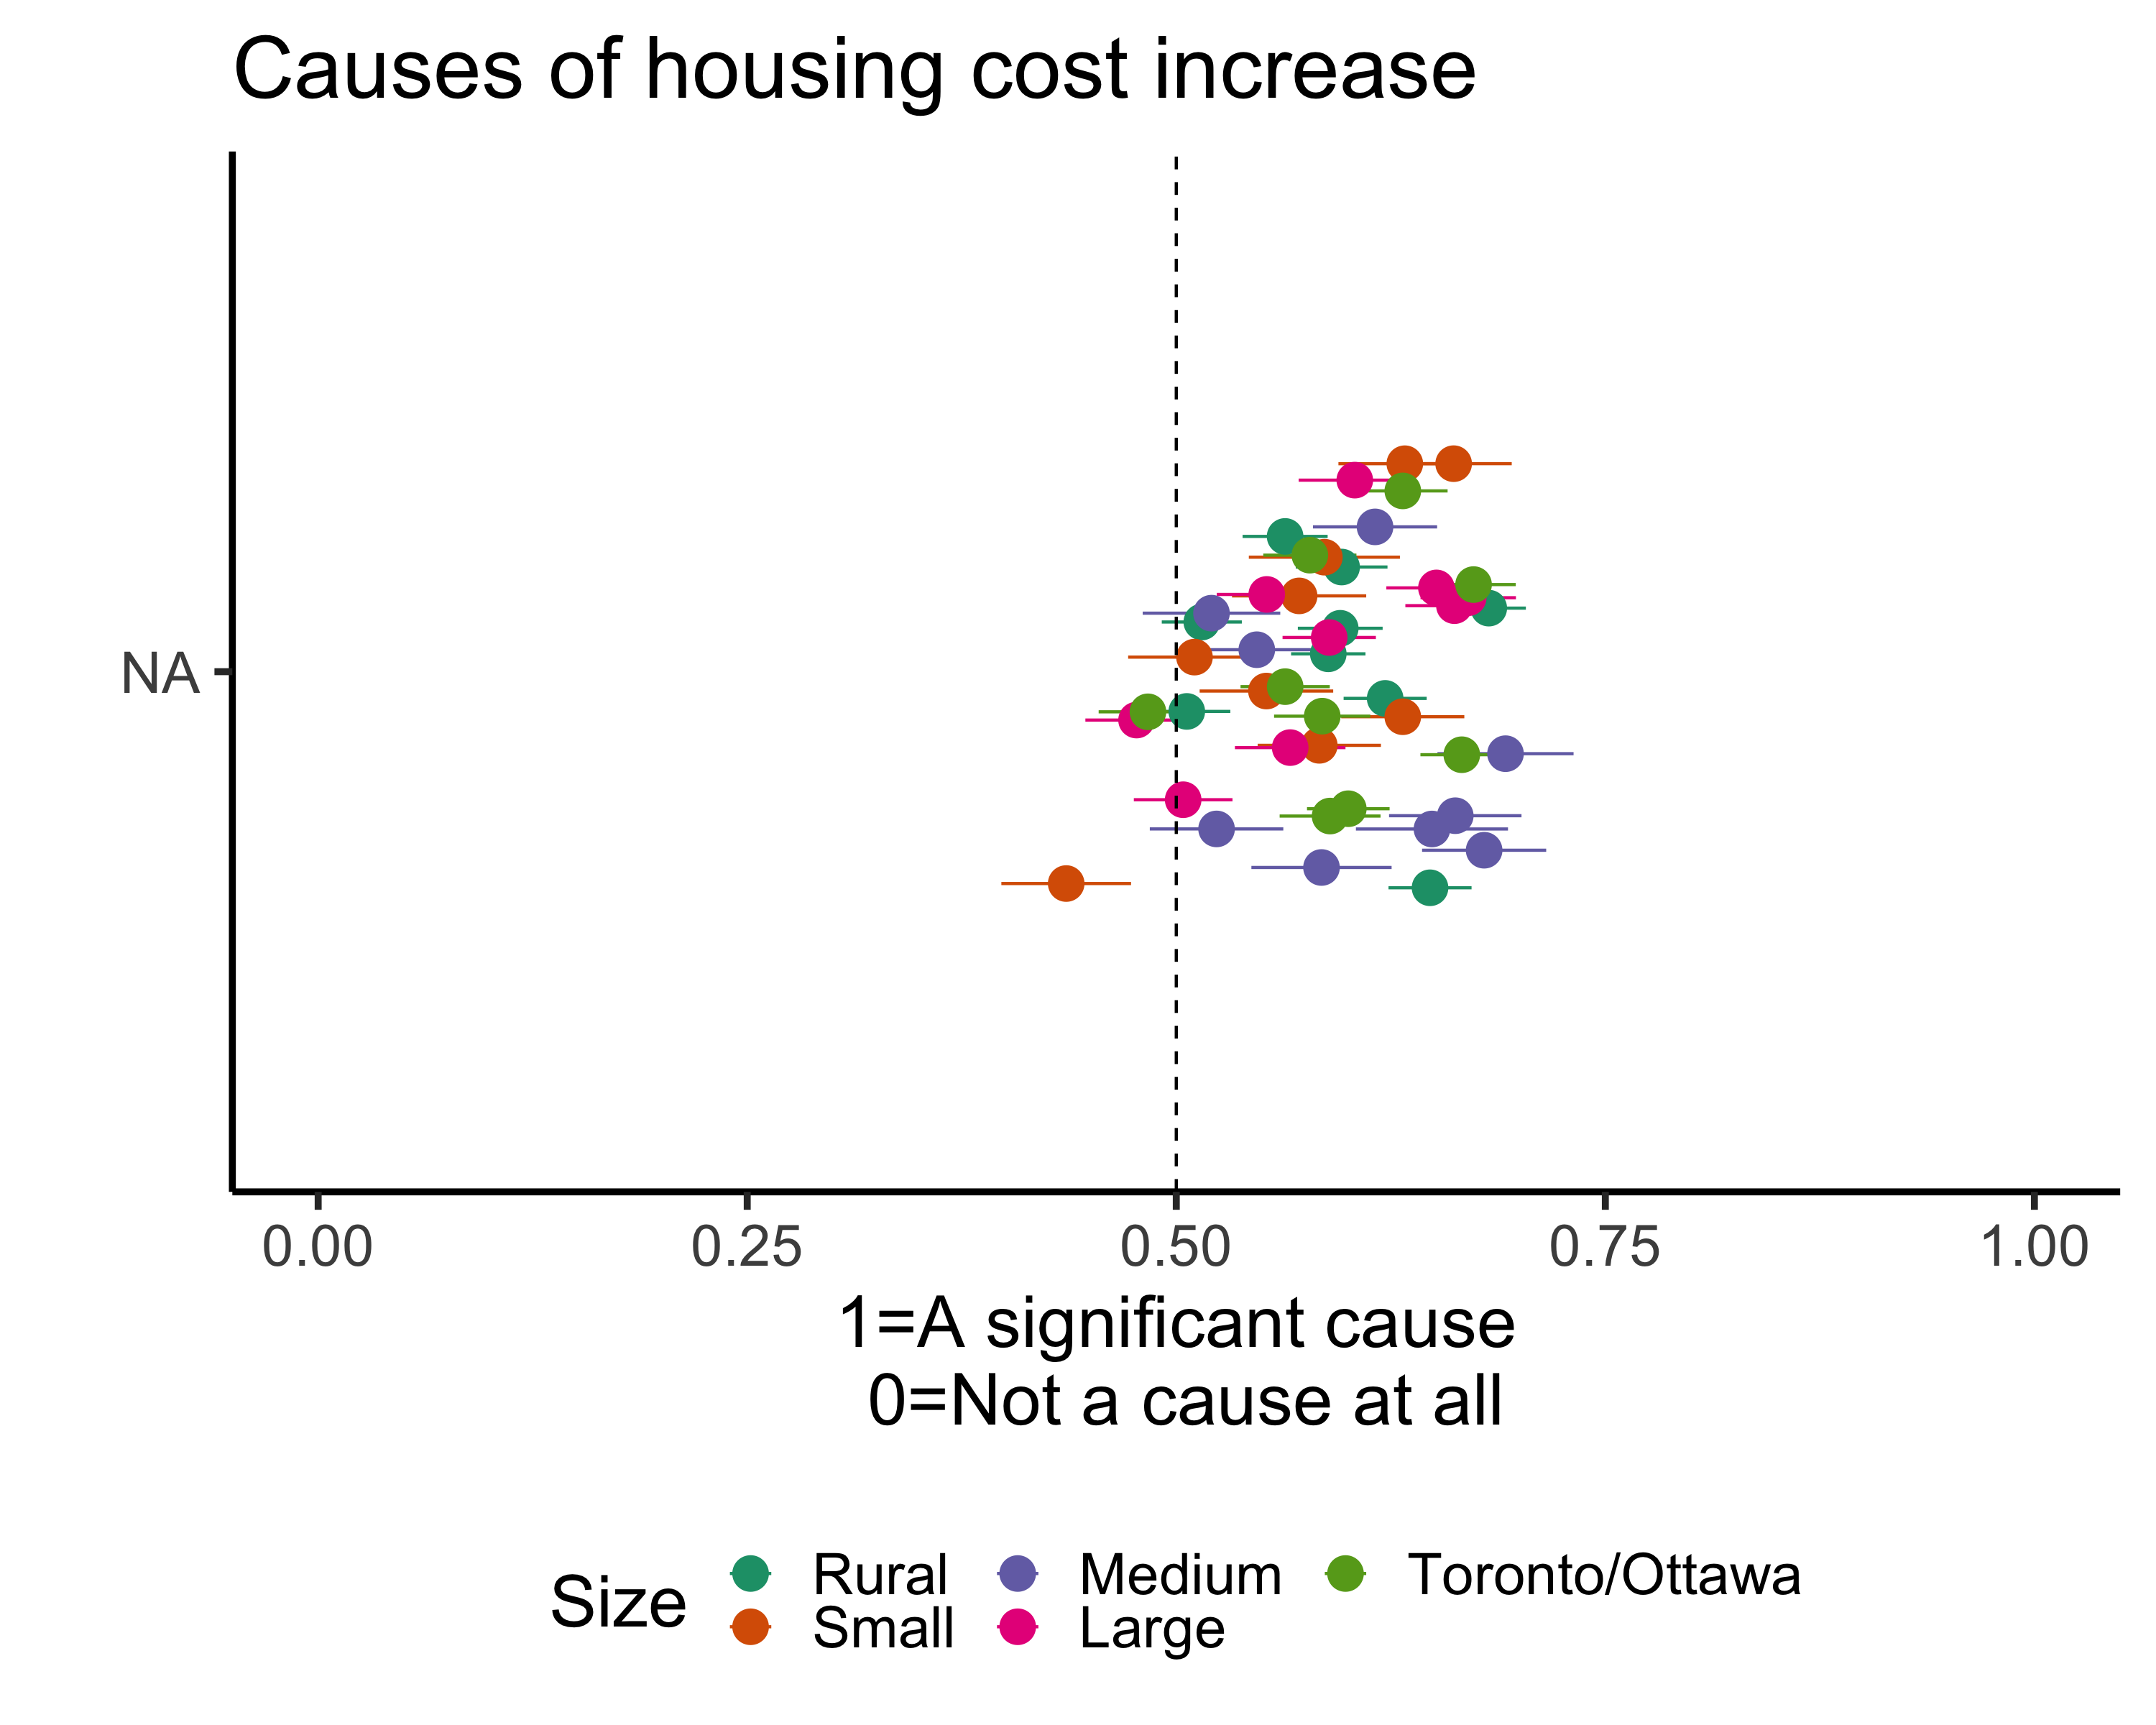 Causes of housing cost increase
NA
0.00 0.25 0.50 0.75 1.00
1=A significant cause
0=Not a cause at all
Size
Rural Medium Toronto/Ottawa
Small Large